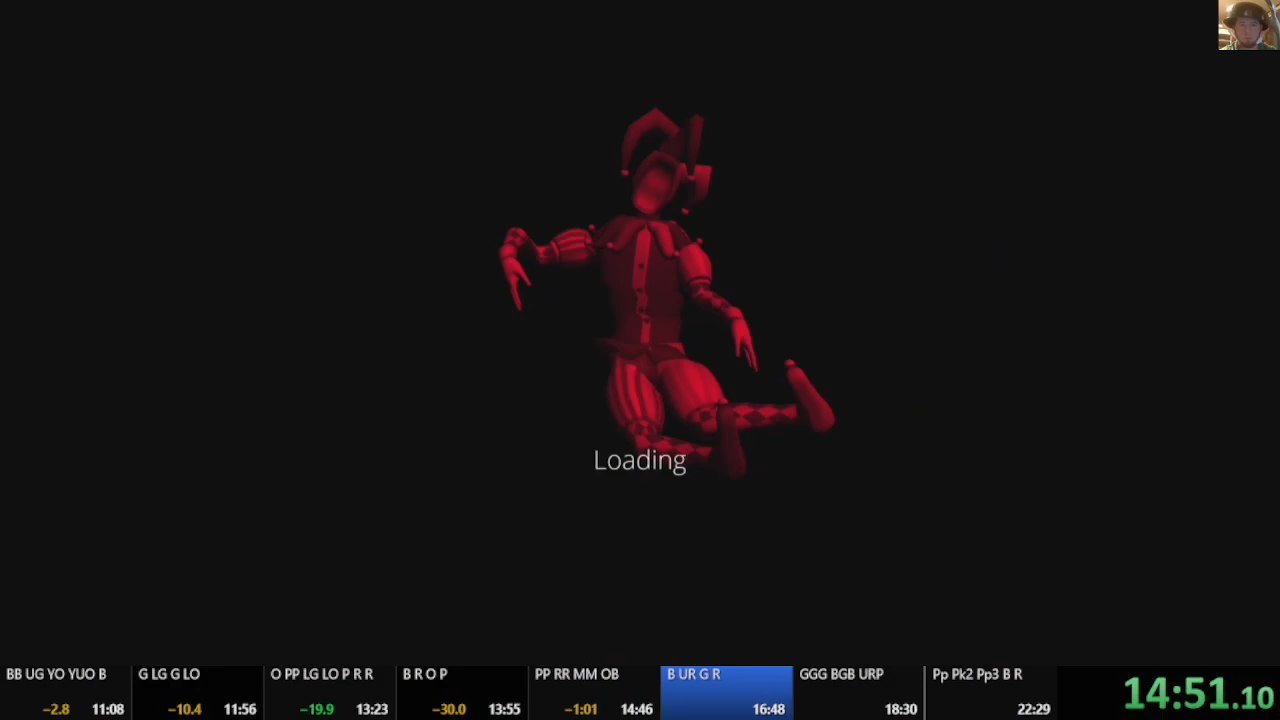 Loading
BB UG YO YUO B
−2.8 11:08
G LG G LO
−10.4 11:56
O PP LG LO P R R
−19.9 13:23
B R O P
−30.0 13:55
PP RR MM OB
−1:01 14:46
B UR G R
16:48
GGG BGB URP
18:30
Pp Pk2 Pp3 B R
22:29
14:51.10